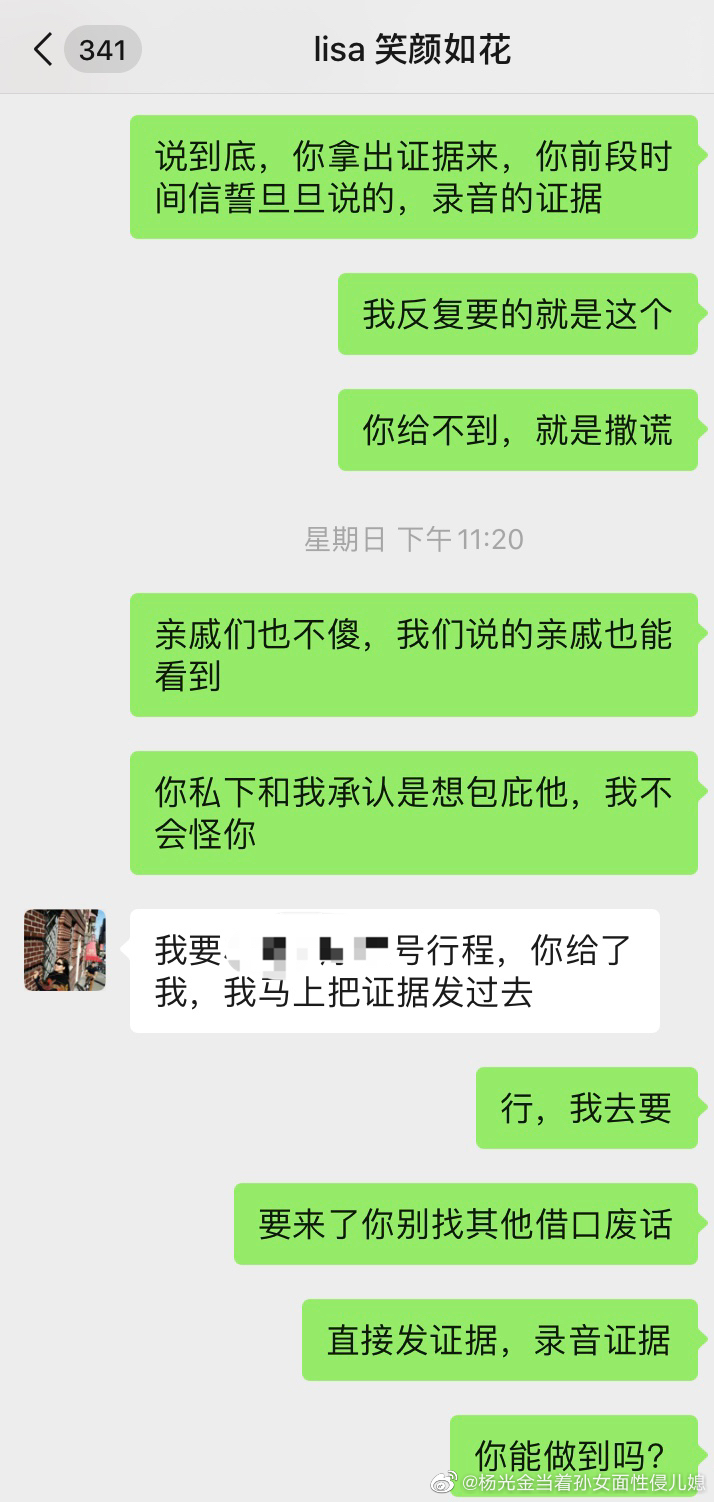 341
lisa 笑颜如花
说到底，你拿出证据来，你前段时
间信誓旦旦说的，录音的证据
我反复要的就是这个
你给不到，就是撒谎
星期日 下午11:20
亲戚们也不傻，我们说的亲戚也能
看到
你私下和我承认是想包庇他，我不
会怪你
我要 号行程，你给了
我，我马上把证据发过去
行，我去要
要来了你别找其他借口废话
直接发证据，录音证据
你能做到吗?
@杨光金当着孙女面性侵儿媳